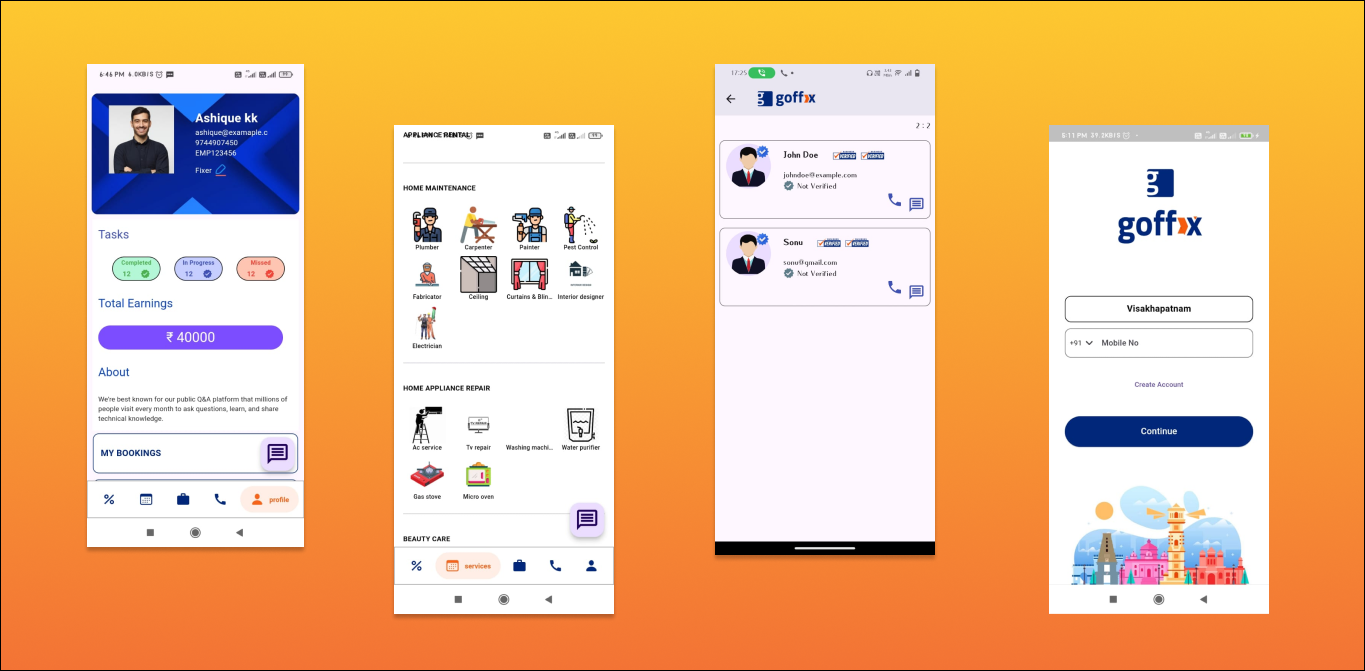 6:46 PM 6.0KB/S
Ashique kk
ashique@examaple.c
9744907450
EMP123456
Fixer
Tasks
Completed
12
In Progress
12
Missed
12
Total Earnings
₹ 40000
About
We're best known for our public Q&A platform that millions of
people visit every month to ask questions, learn, and share
technical knowledge.
MY BOOKINGS
profile
APPLIANCE RENTAL
HOME MAINTENANCE
Plumber
Carpenter
Painter
Pest Control
Fabricator
Ceiling
Curtains & Blin...
Interior designer
Electrician
HOME APPLIANCE REPAIR
Ac service
Tv repair
Washing machi...
Water purifier
Gas stove
Micro oven
BEAUTY CARE
services
17:25
g goffix
2 : 2
John Doe
VERIFIED
VERIFIED
johndoe@example.com
Not Verified
Sonu
VERIFIED
VERIFIED
sonu@gmail.com
Not Verified
5:11 PM 39.2KB/S
g
goffix
Visakhapatnam
+91
Mobile No
Create Account
Continue